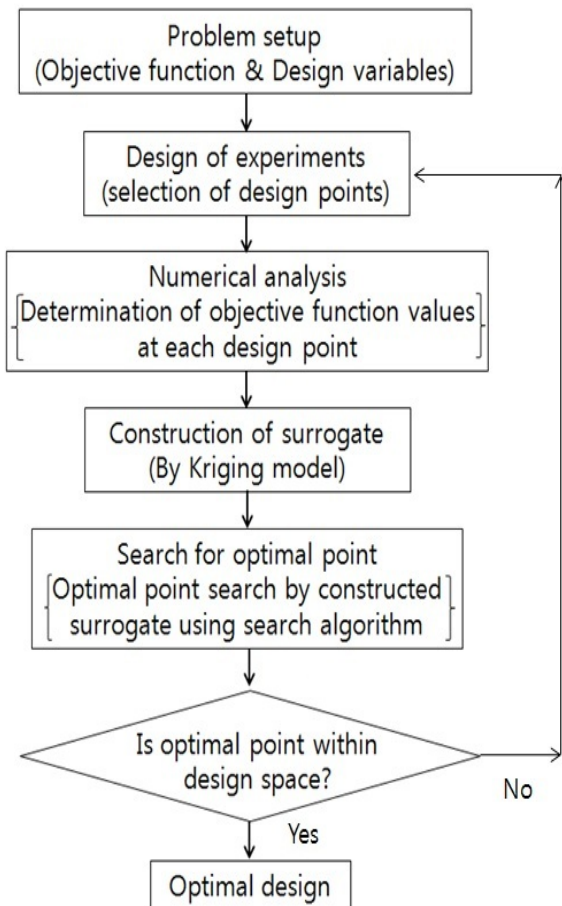 Problem setup
(Objective function & Design variables)
Design of experiments
(selection of design points)
Numerical analysis
Determination of objective function values
at each design point
Construction of surrogate
(By Kriging model)
Search for optimal point
Optimal point search by constructed
surrogate using search algorithm
Is optimal point within
design space?
No
Yes
Optimal design